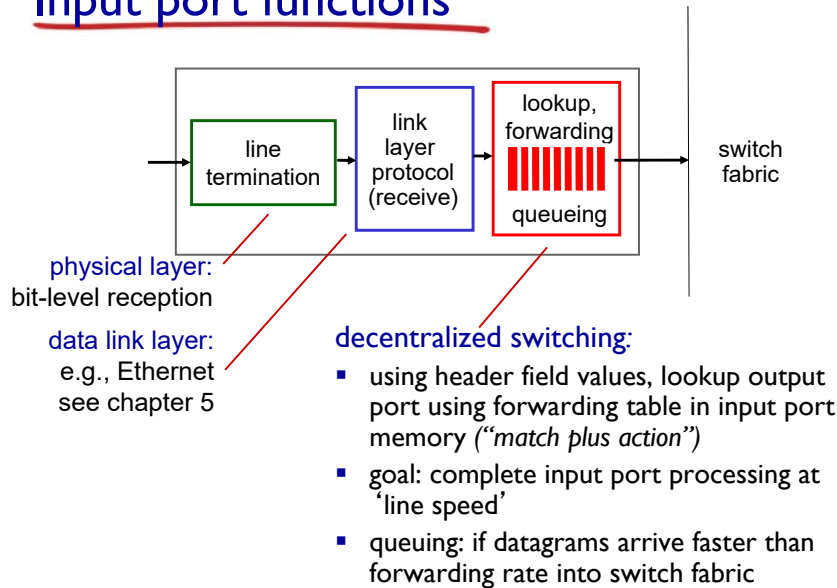 Input port functions
line
termination
link
layer
protocol
(receive)
lookup,
forwarding
queueing
switch
fabric
physical layer:
bit-level reception
data link layer:
e.g., Ethernet
see chapter 5
decentralized switching:
▪ using header field values, lookup output
port using forwarding table in input port
memory (“match plus action”)
▪ goal: complete input port processing at
‘line speed’
▪ queuing: if datagrams arrive faster than
forwarding rate into switch fabric